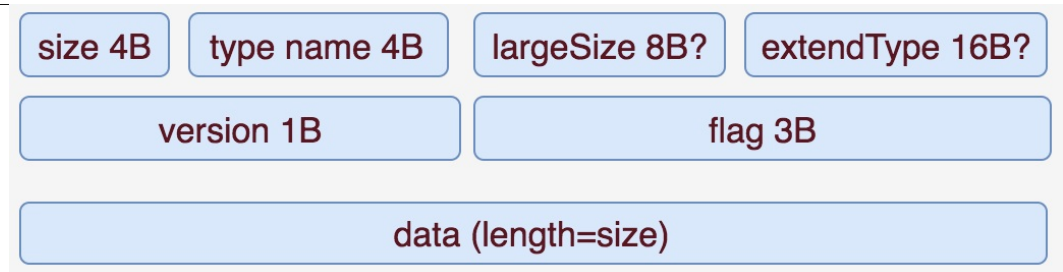 size 4B type name 4B largeSize 8B? extendType 16B?
version 1B flag 3B
data (length=size)